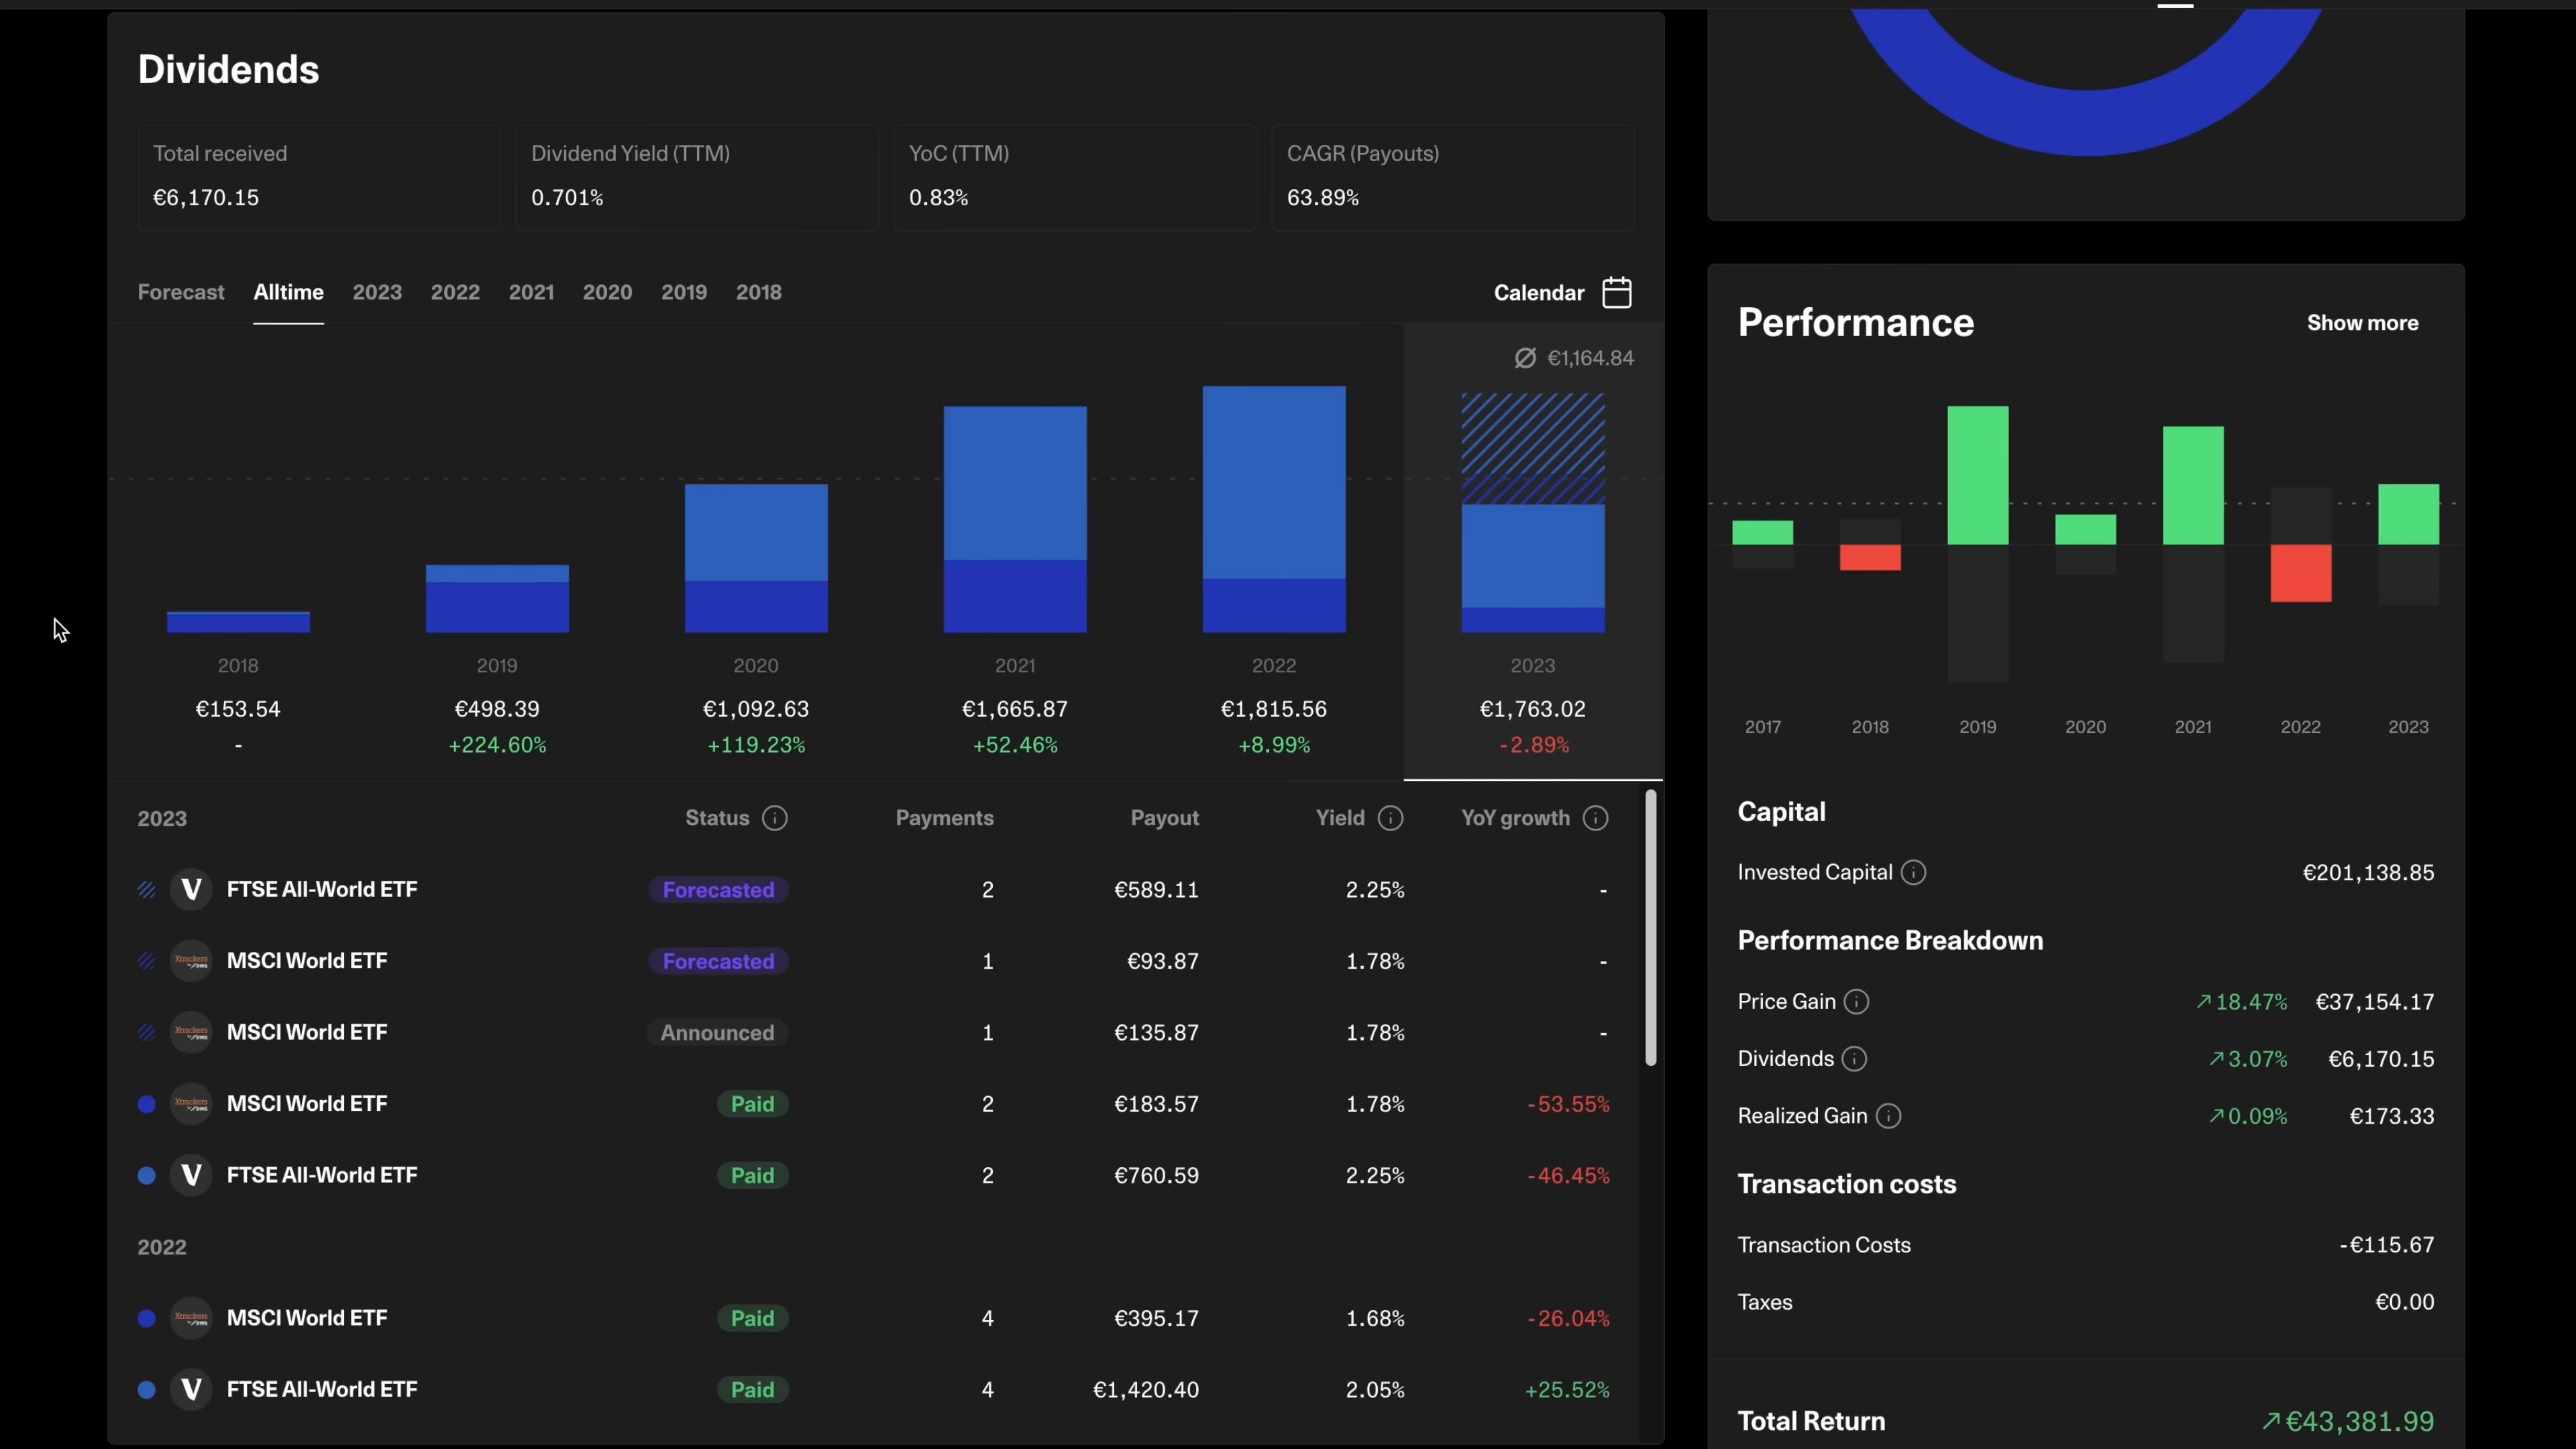 Dividends
Total received
€6,170.15
Dividend Yield (TTM)
0.701%
YoC (TTM)
0.83%
CAGR (Payouts)
63.89%
Forecast Alltime 2023 2022 2021 2020 2019 2018
Calendar
Ø €1,164.84
2018 2019 2020 2021 2022 2023
€153.54 €498.39 €1,092.63 €1,665.87 €1,815.56 €1,763.02
- +224.60% +119.23% +52.46% +8.99% -2.89%
2023 Status Payments Payout Yield YoY growth
V FTSE All-World ETF Forecasted 2 €589.11 2.25% -
Xtrackers MSCI World ETF Forecasted 1 €93.87 1.78% -
Xtrackers MSCI World ETF Announced 1 €135.87 1.78% -
Xtrackers MSCI World ETF Paid 2 €183.57 1.78% -53.55%
V FTSE All-World ETF Paid 2 €760.59 2.25% -46.45%
2022
Xtrackers MSCI World ETF Paid 4 €395.17 1.68% -26.04%
V FTSE All-World ETF Paid 4 €1,420.40 2.05% +25.52%
Performance
Show more
2017 2018 2019 2020 2021 2022 2023
Capital
Invested Capital €201,138.85
Performance Breakdown
Price Gain ↗18.47% €37,154.17
Dividends ↗3.07% €6,170.15
Realized Gain ↗0.09% €173.33
Transaction costs
Transaction Costs -€115.67
Taxes €0.00
Total Return ↗€43,381.99